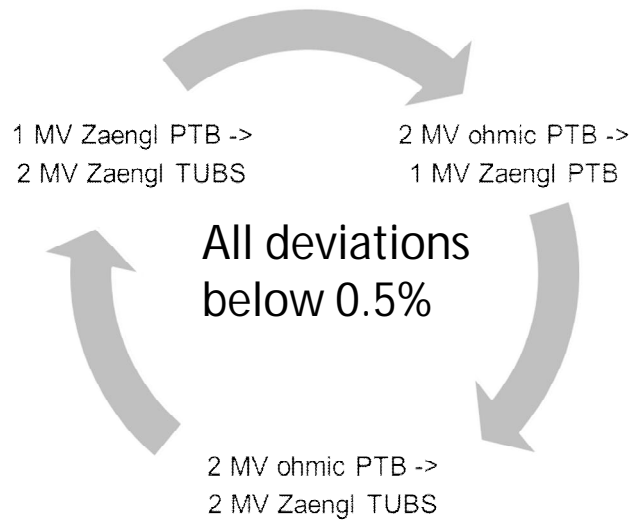 1 MV Zaengl PTB ->
2 MV Zaengl TUBS
2 MV ohmic PTB ->
1 MV Zaengl PTB
All deviations
below 0.5%
2 MV ohmic PTB ->
2 MV Zaengl TUBS